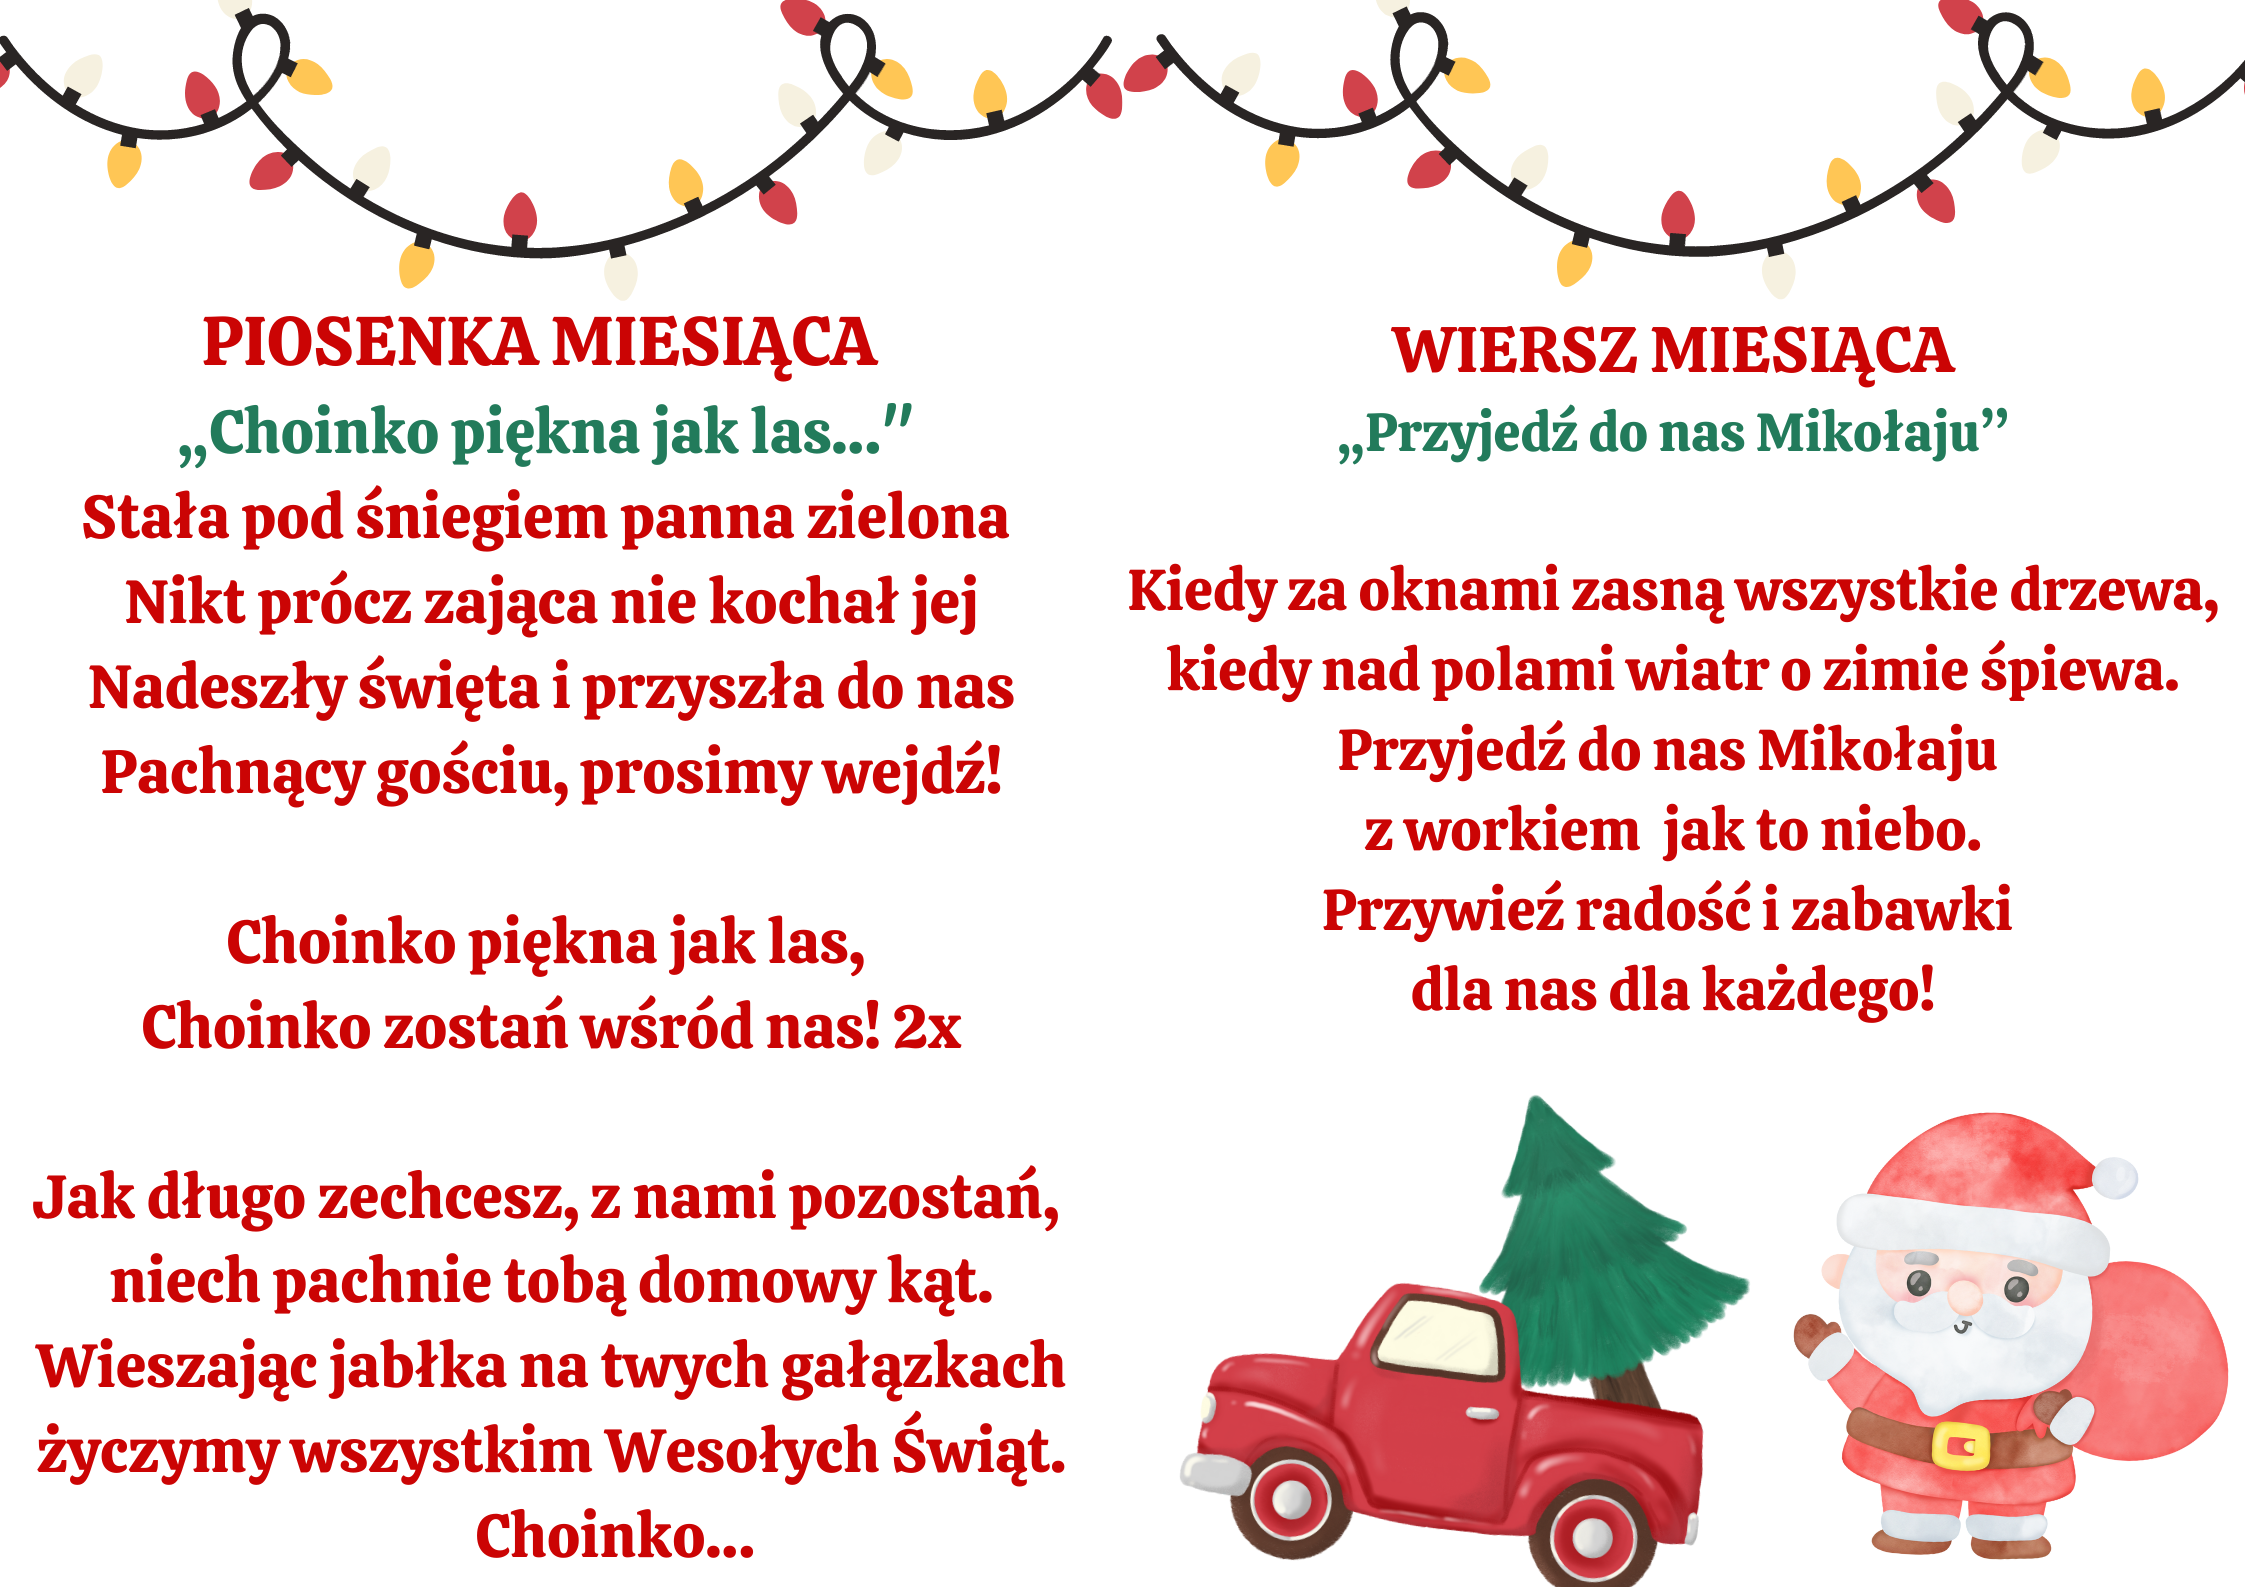 PIOSENKA MIESIĄCA
„Choinko piękna jak las..."
Stała pod śniegiem panna zielona
Nikt prócz zająca nie kochał jej
Nadeszły święta i przyszła do nas
Pachnący gościu, prosimy wejdź!
Choinko piękna jak las,
Choinko zostań wśród nas! 2x
Jak długo zechcesz, z nami pozostań,
niech pachnie tobą domowy kąt.
Wieszając jabłka na twych gałązkach
życzymy wszystkim Wesołych Świąt.
Choinko...
WIERSZ MIESIĄCA
„Przyjedź do nas Mikołaju”
Kiedy za oknami zasną wszystkie drzewa,
kiedy nad polami wiatr o zimie śpiewa.
Przyjedź do nas Mikołaju
z workiem  jak to niebo.
Przywieź radość i zabawki
dla nas dla każdego!